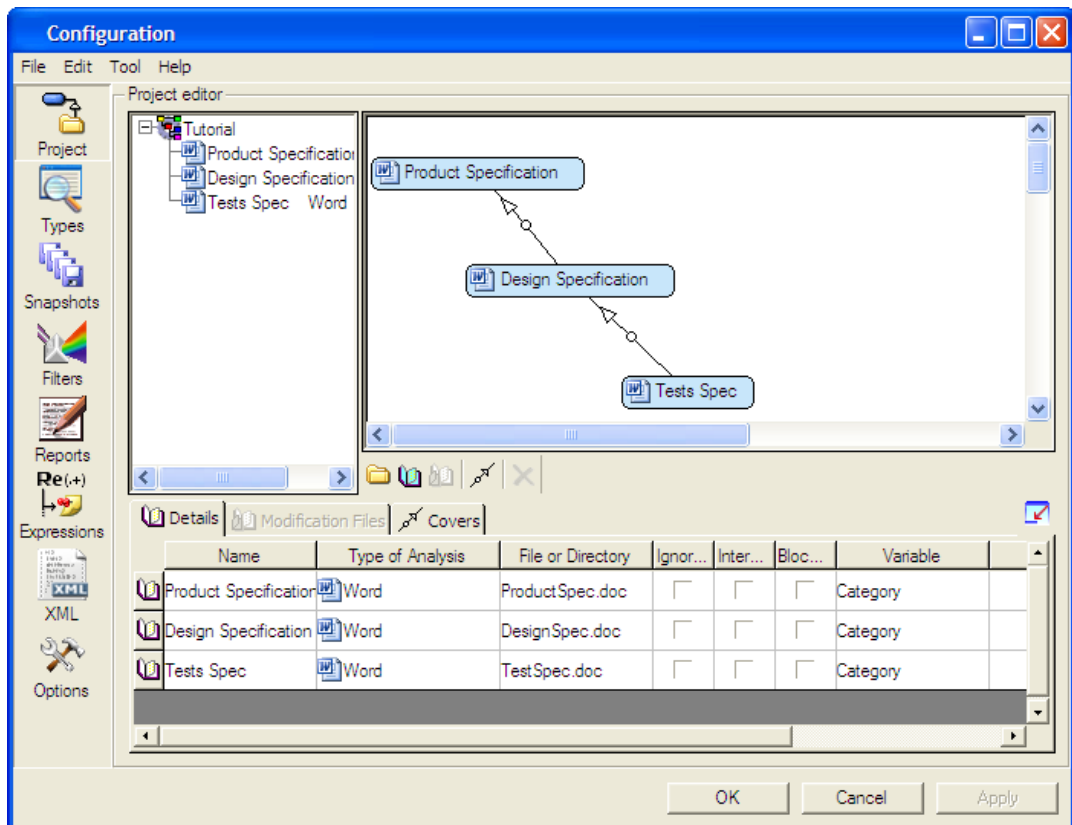 Configuration
File Edit Tool Help
Project
Types
Snapshots
Filters
Reports
Re(.+)
Expressions
XML
XML
Options
Project editor
Tutorial
Product Specification
Design Specification
Tests Spec Word
Product Specification
Design Specification
Tests Spec
Details Modification Files Covers
Name Type of Analysis File or Directory Ignor... Inter... Bloc... Variable
Product Specification Word ProductSpec.doc Category
Design Specification Word DesignSpec.doc Category
Tests Spec Word TestSpec.doc Category
OK Cancel Apply